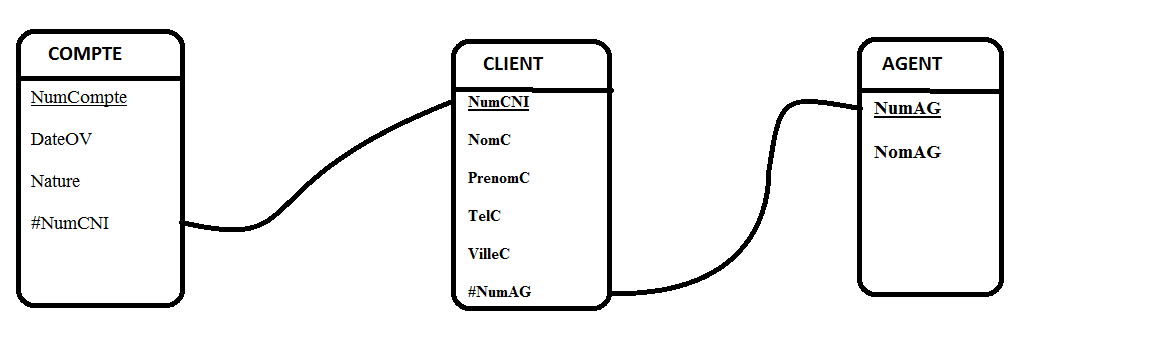 COMPTE
NumCompte
DateOV
Nature
#NumCNI
CLIENT
NumCNI
NomC
PrenomC
TelC
VilleC
#NumAG
AGENT
NumAG
NomAG